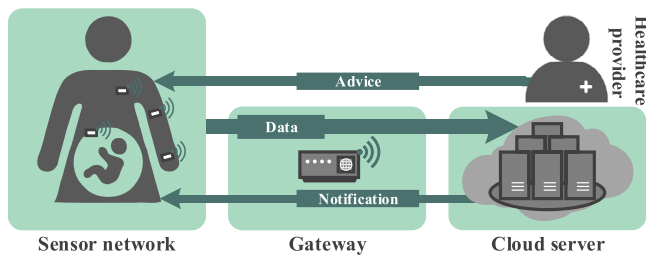 Advice
Healthcare
provider
Data
Notification
Sensor network
Gateway
Cloud server